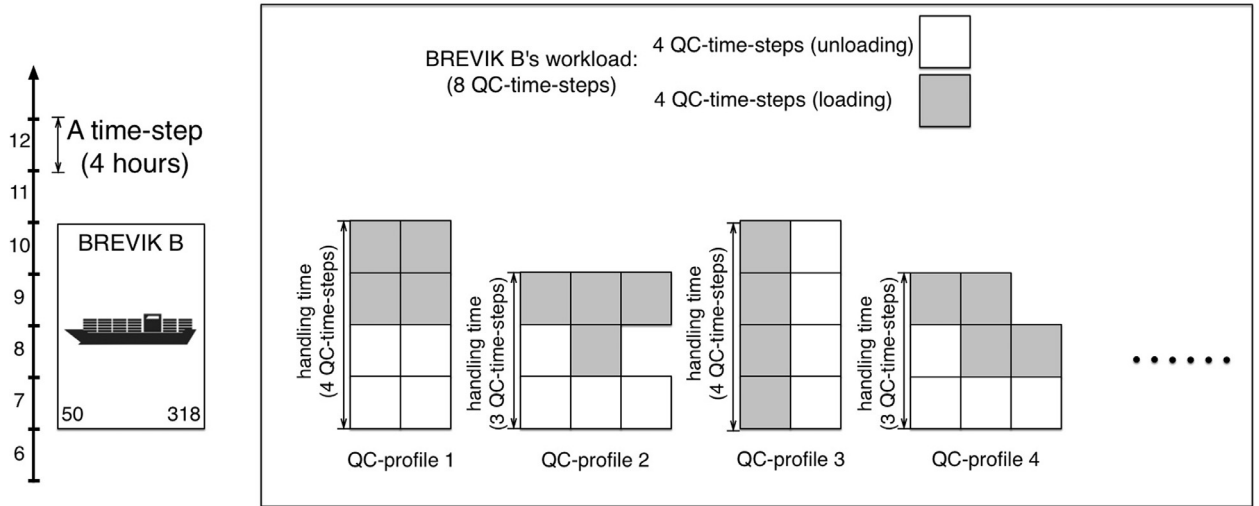 BREVIK B's workload:
(8 QC-time-steps)
4 QC-time-steps (unloading)
4 QC-time-steps (loading)
12
11
10
9
8
7
6
A time-step
(4 hours)
BREVIK B
50
318
handling time
(4 QC-time-steps)
QC-profile 1
handling time
(3 QC-time-steps)
QC-profile 2
handling time
(4 QC-time-steps)
QC-profile 3
handling time
(3 QC-time-steps)
QC-profile 4
......